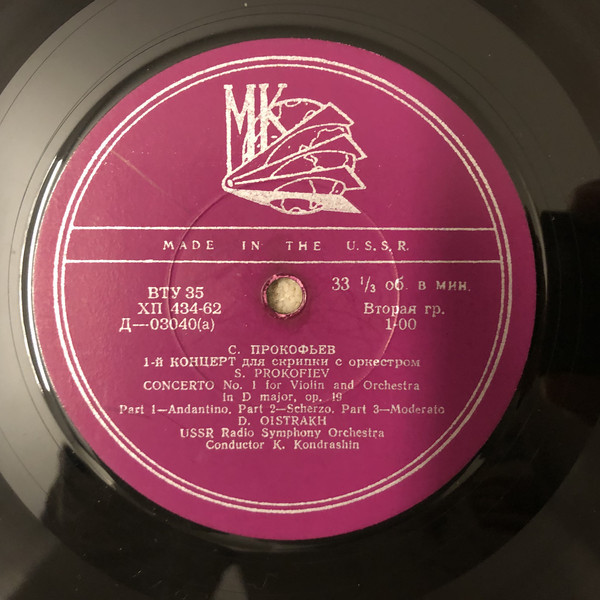 МК
MADE IN THE U.S.S.R.
ВТУ 35
ХП 434-62
Д—03040(а)
33 1/3 об. в мин.
Вторая гр.
1-00
С. ПРОКОФЬЕВ
1-й КОНЦЕРТ для скрипки с оркестром
S. PROKOFIEV
CONCERTO No. 1 for Violin and Orchestra
in D major, op. 19
Part 1—Andantino, Part 2—Scherzo, Part 3—Moderato
D. OISTRAKH
USSR Radio Symphony Orchestra
Conductor K. Kondrashin